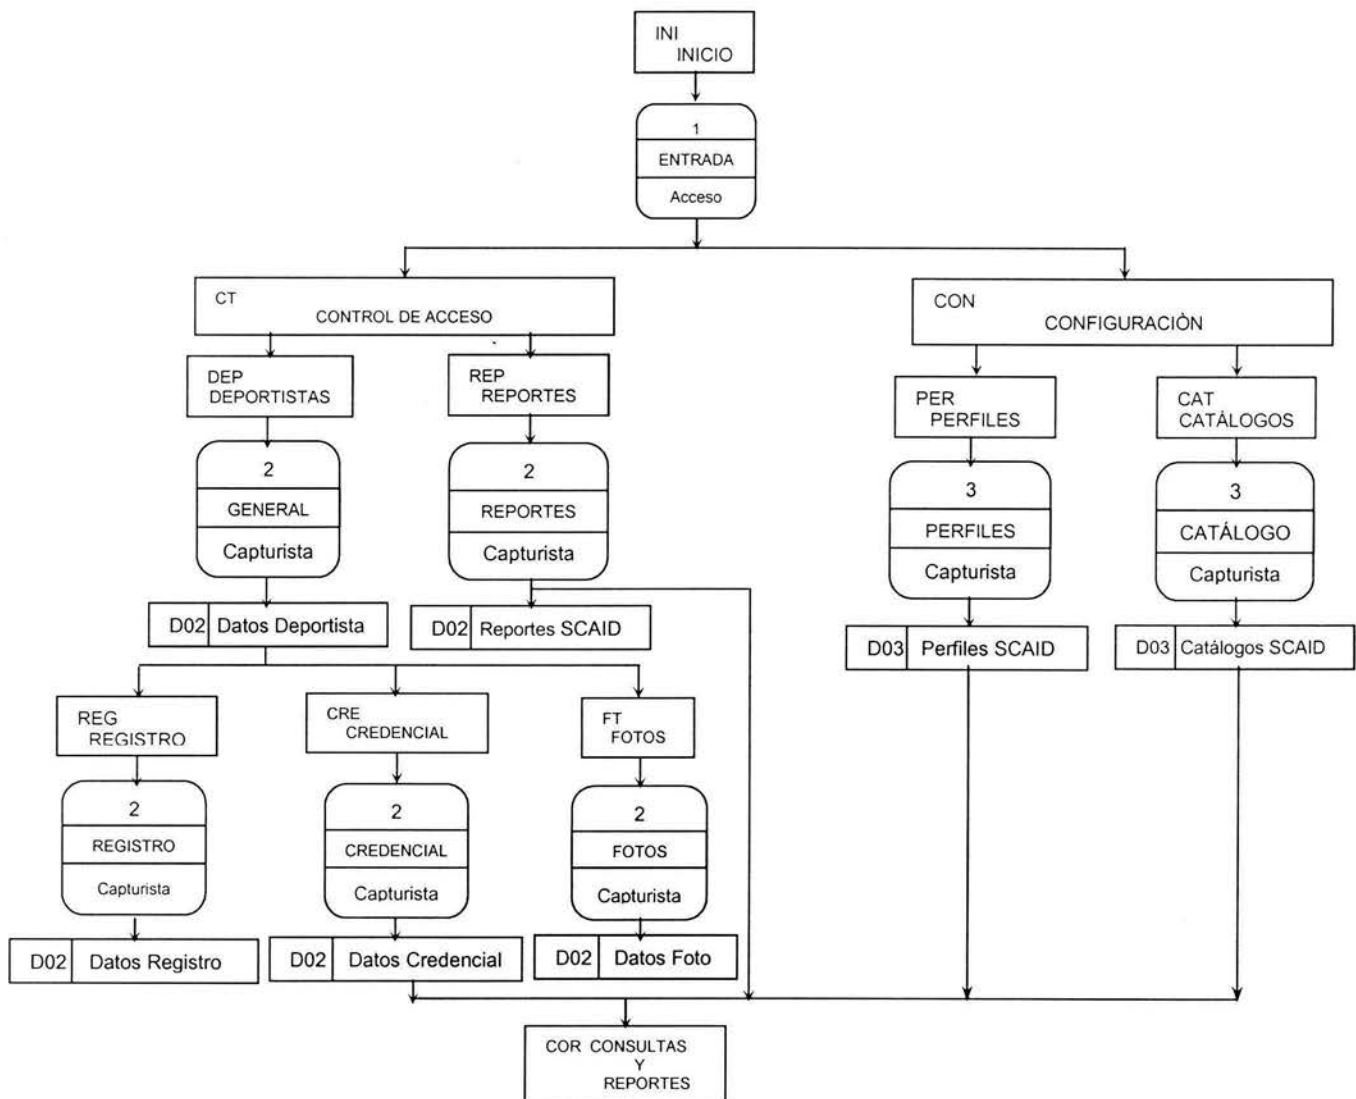 INI
INICIO
1
ENTRADA
Acceso
CT
CONTROL DE ACCESO
CON
CONFIGURACIÒN
DEP
DEPORTISTAS
REP
REPORTES
PER
PERFILES
CAT
CATÁLOGOS
2
GENERAL
Capturista
2
REPORTES
Capturista
3
PERFILES
Capturista
3
CATÁLOGO
Capturista
D02 Datos Deportista
D02 Reportes SCAID
D03 Perfiles SCAID
D03 Catálogos SCAID
REG
REGISTRO
CRE
CREDENCIAL
FT
FOTOS
2
REGISTRO
Capturista
2
CREDENCIAL
Capturista
2
FOTOS
Capturista
D02 Datos Registro
D02 Datos Credencial
D02 Datos Foto
COR CONSULTAS
Y
REPORTES